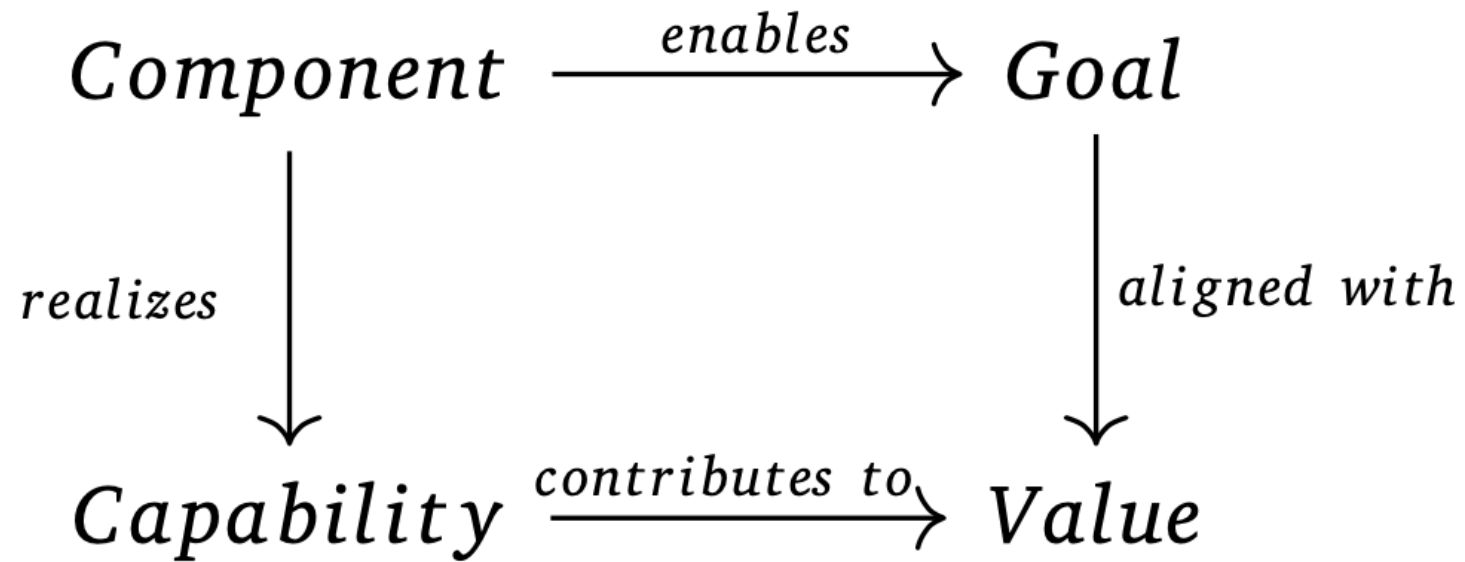 enables
Component Goal
realizes
aligned with
contributes to
Capability Value